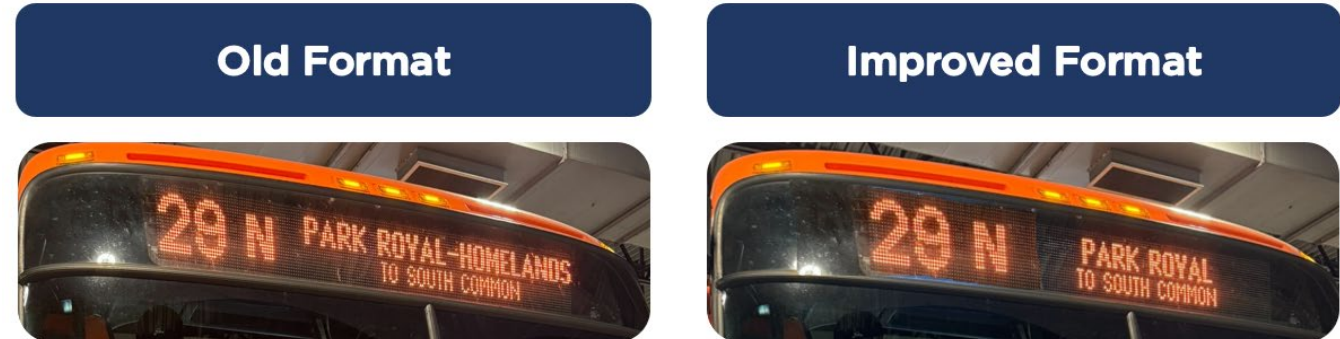 Old Format
Improved Format
29 N PARK ROYAL-HOMELANDS
TO SOUTH COMMON
29 N PARK ROYAL
TO SOUTH COMMON